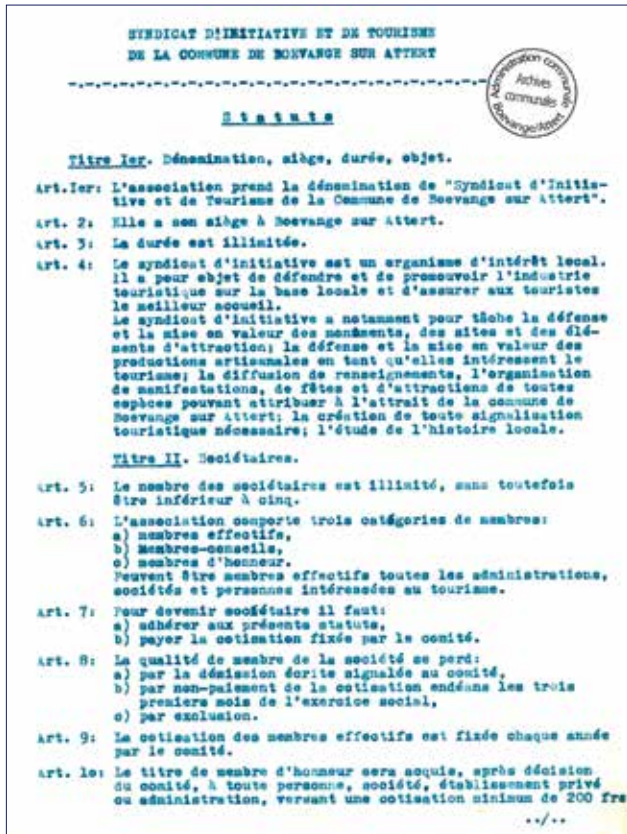 SYNDICAT D'INITIATIVE ET DE TOURISME
DE LA COMMUNE DE BOEVANGE SUR ATTERT
Administration communale
Archives
communales
Boevange/Attert
Statuts
Titre Ier. Dénomination, siège, durée, objet.
Art.Ier: L'association prend la dénomination de "Syndicat d'Initia-
tive et de Tourisme de la Commune de Boevange sur Attert".
Art. 2: Elle a son siège à Boevange sur Attert.
Art. 3: La durée est illimitée.
Art. 4: Le syndicat d'initiative est un organisme d'intérêt local.
Il a pour objet de défendre et de promouvoir l'industrie
touristique sur la base locale et d'assurer aux touristes
le meilleur accueil.
Le syndicat d'initiative a notamment pour tâche la défense
et la mise en valeur des monuments, des sites et des élé-
ments d'attraction; la défense et la mise en valeur des
productions artisanales en tant qu'elles intéressent le
tourisme; la diffusion de renseignements, l'organisation
de manifestations, de fêtes et d'attractions de toutes
espèces pouvant attribuer à l'attrait de la commune de
Boevange sur Attert; la création de toute signalisation
touristique nécessaire; l'étude de l'histoire locale.
Titre II. Sociétaires.
Art. 5: Le nombre des sociétaires est illimité, sans toutefois
être inférieur à cinq.
Art. 6: L'association comporte trois catégories de membres:
a) membres effectifs,
b) Membres-conseils,
c) membres d'honneur.
Peuvent être membres effectifs toutes les administrations,
sociétés et personnes intéressées au tourisme.
Art. 7: Pour devenir sociétaire il faut:
a) adhérer aux présents statuts,
b) payer la cotisation fixée par le comité.
Art. 8: La qualité de membre de la société se perd:
a) par la démission écrite signalée au comité,
b) par non-paiement de la cotisation endéans les trois
premiers mois de l'exercice social,
c) par exclusion.
Art. 9: La cotisation des membres effectifs est fixée chaque année
par le comité.
Art. 1o: Le titre de membre d'honneur sera acquis, après décision
du comité, à toute personne, société, établissement privé
ou administration, versant une cotisation minimum de 200 frs
../..